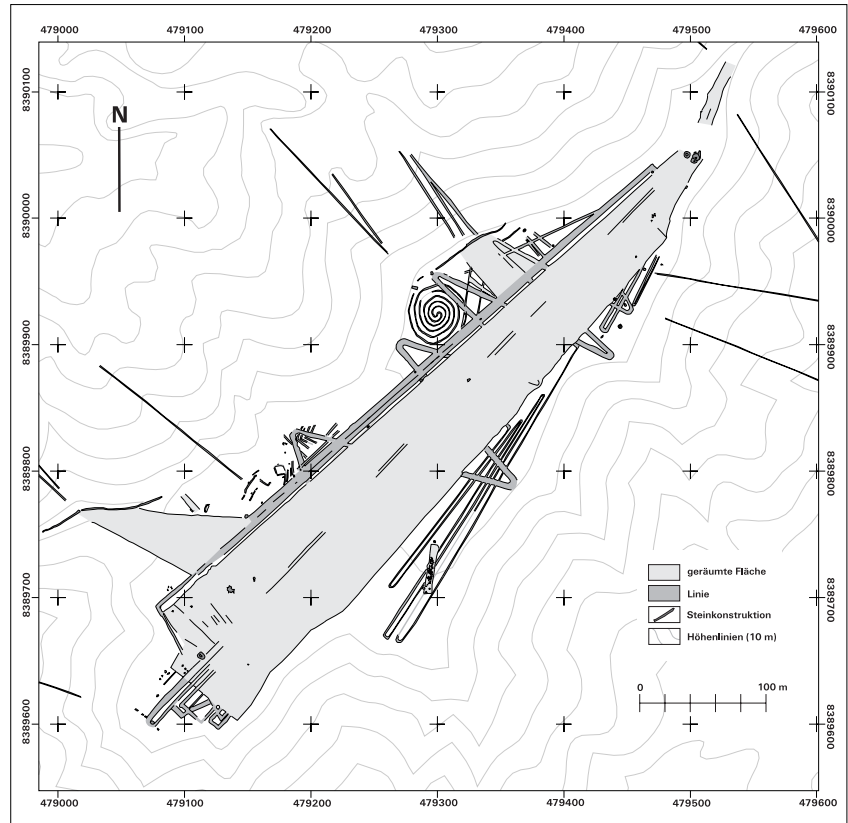 479000 479100 479200 479300 479400 479500 479600
8390100 8390100
N
8390000 8390000
8389900 8389900
8389800 8389800
geräumte Fläche
Linie
8389700 8389700
Steinkonstruktion
Höhenlinien (10 m)
0 100 m
8389600 8389600
479000 479100 479200 479300 479400 479500 479600